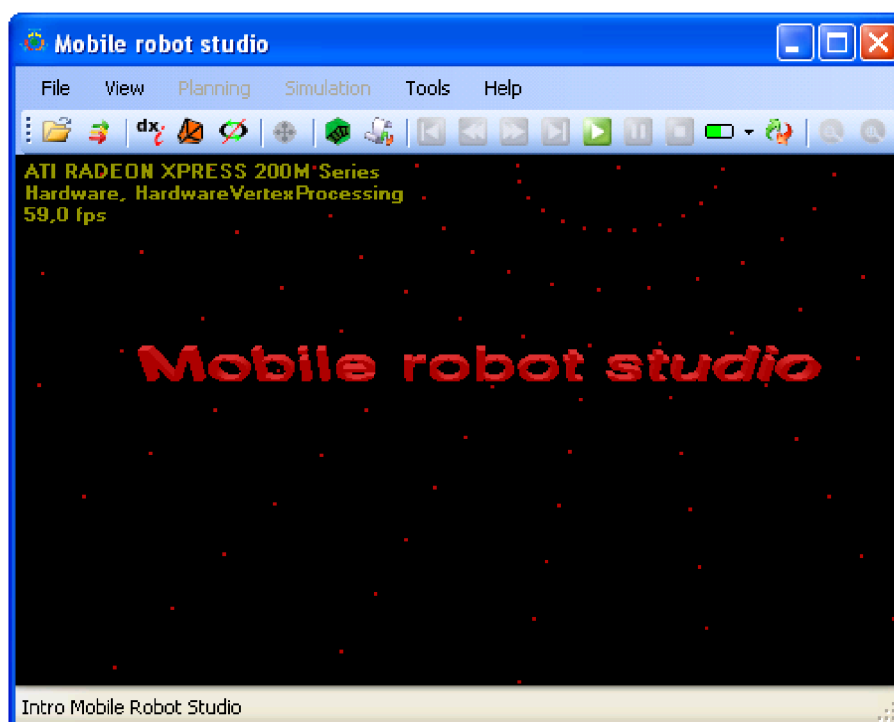 Mobile robot studio
File View Planning Simulation Tools Help
dxi
ATI RADEON XPRESS 200M Series
Hardware, HardwareVertexProcessing
59,0 fps
Mobile robot studio
Intro Mobile Robot Studio